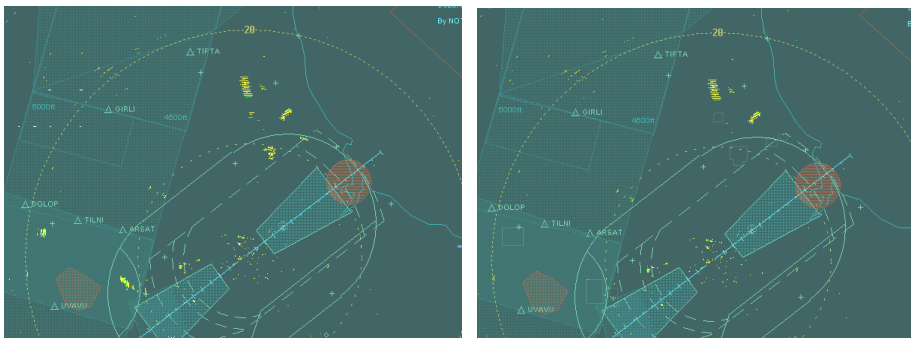 By NOT
20
TIFTA
6000ft
GIRLI
4500ft
DOLOP
TILNI
ARSAT
UVAVU
B
20
TIFTA
6000ft
GIRLI
4500ft
DOLOP
TILNI
ARSAT
UVAVU